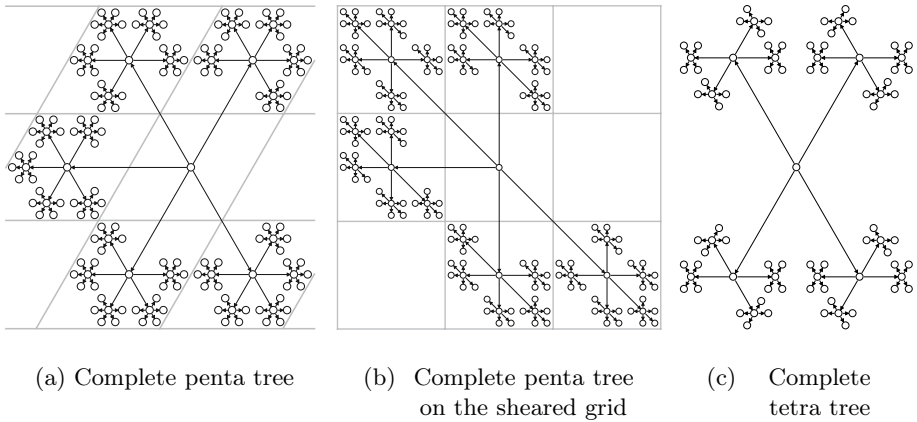 (a) Complete penta tree
(b) Complete penta tree
on the sheared grid
(c) Complete
tetra tree